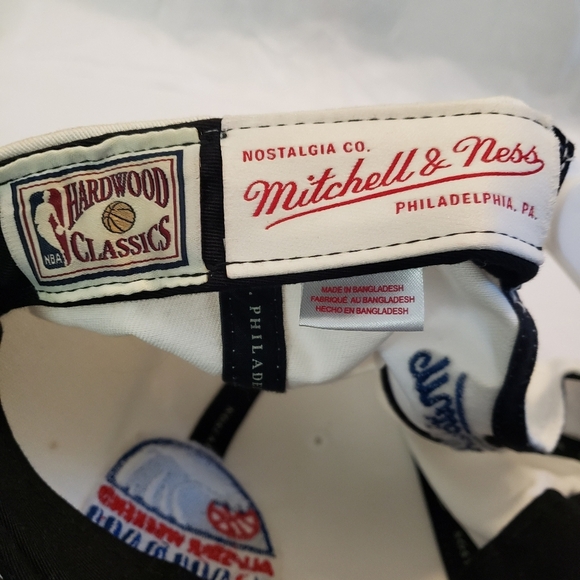 NBA
HARDWOOD
CLASSICS
NOSTALGIA CO.
Mitchell & Ness
PHILADELPHIA, PA.
MADE IN BANGLADESH
FABRIQUÉ AU BANGLADESH
HECHO EN BANGLADESH
PHILADE